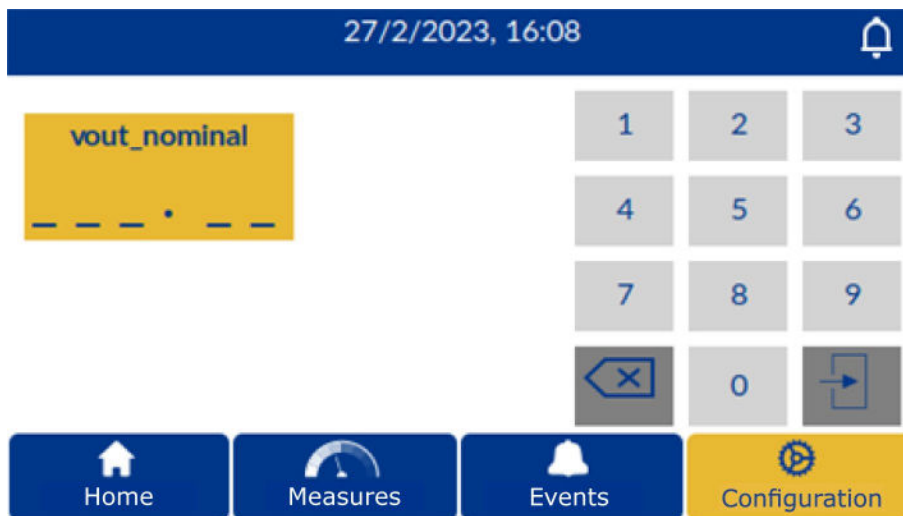 27/2/2023, 16:08
vout_nominal
_ _ _ . _ _
1 2 3
4 5 6
7 8 9
0
Home Measures Events Configuration